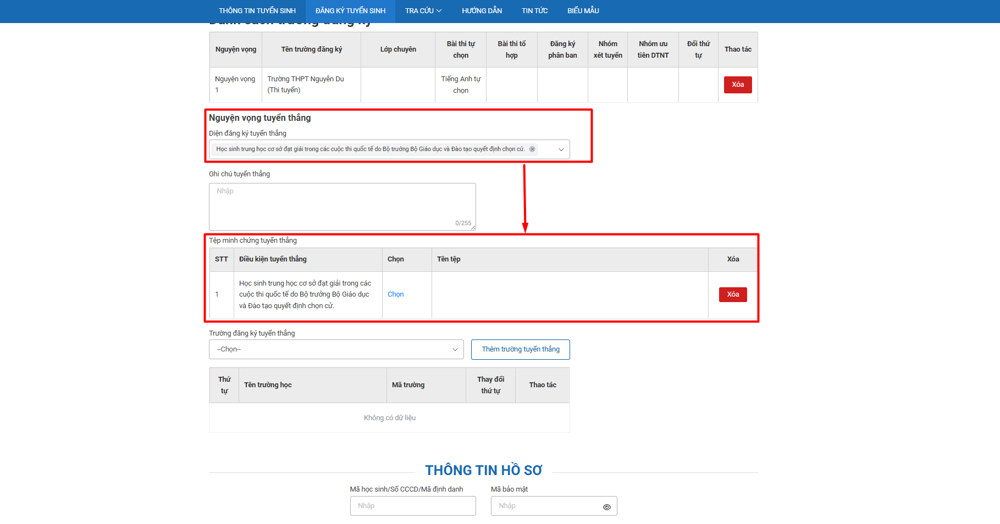 THÔNG TIN TUYỂN SINH
ĐĂNG KÝ TUYỂN SINH
TRA CỨU
HƯỚNG DẪN
TIN TỨC
BIỂU MẪU
Danh sách trường đăng ký
Nguyện vọng
Tên trường đăng ký
Lớp chuyên
Bài thi tự
chọn
Bài thi tổ
hợp
Đăng ký
phân ban
Nhóm
xét tuyển
Nhóm ưu
tiên DTNT
Đổi thứ
tự
Thao tác
Nguyện vọng
1
Trường THPT Nguyễn Du
(Thi tuyển)
Tiếng Anh tự
chọn
Xóa
Nguyện vọng tuyển thẳng
Diện đăng ký tuyển thẳng
Học sinh trung học cơ sở đạt giải trong các cuộc thi quốc tế do Bộ trưởng Bộ Giáo dục và Đào tạo quyết định chọn cử.
Ghi chú tuyển thẳng
Nhập
0/255
Tệp minh chứng tuyển thẳng
STT
Điều kiện tuyển thẳng
Chọn
Tên tệp
Xóa
1
Học sinh trung học cơ sở đạt giải trong các
cuộc thi quốc tế do Bộ trưởng Bộ Giáo dục
và Đào tạo quyết định chọn cử.
Chọn
Xóa
Trường đăng ký tuyển thẳng
--Chọn--
Thêm trường tuyển thẳng
Thứ
tự
Tên trường học
Mã trường
Thay đổi
thứ tự
Thao tác
Không có dữ liệu
THÔNG TIN HỒ SƠ
Mã học sinh/Số CCCD/Mã định danh
Mã bảo mật
Nhập
Nhập